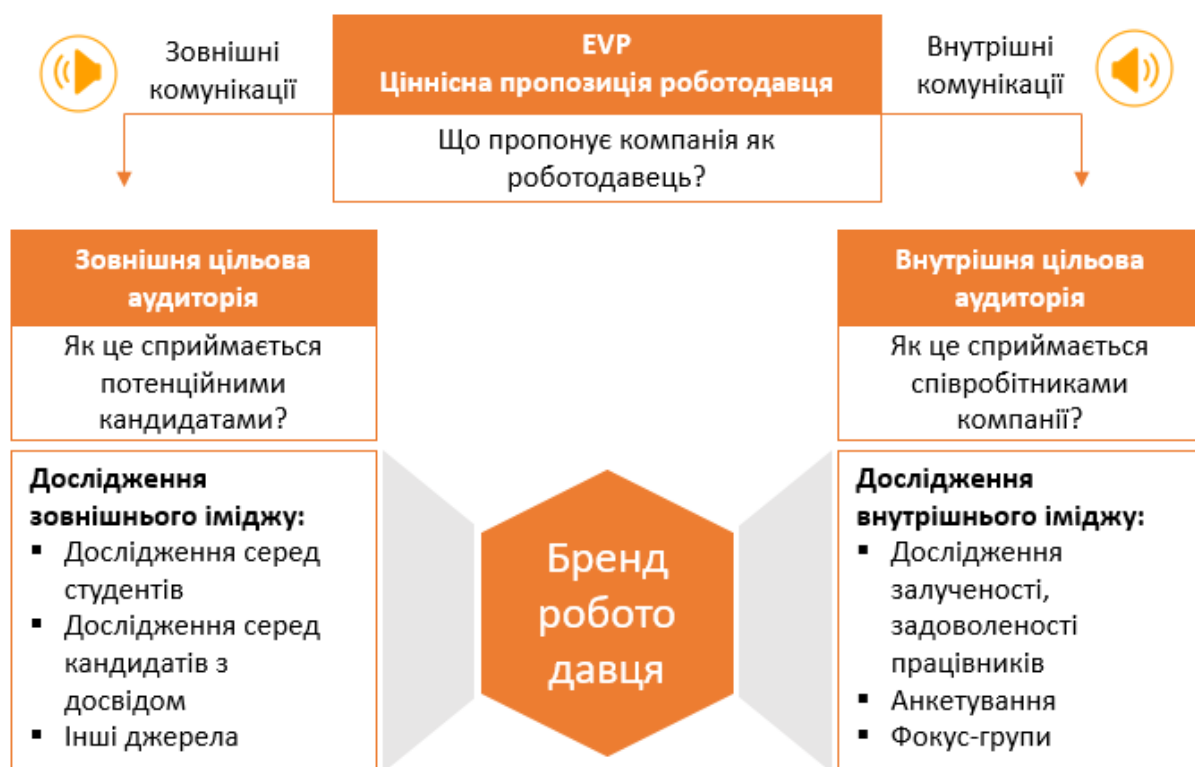 Зовнішні
комунікації
EVP
Ціннісна пропозиція роботодавця
Що пропонує компанія як
роботодавець?
Внутрішні
комунікації
Зовнішня цільова
аудиторія
Як це сприймається
потенційними
кандидатами?
Дослідження
зовнішнього іміджу:
▪ Дослідження серед
студентів
▪ Дослідження серед
кандидатів з
досвідом
▪ Інші джерела
Бренд
робото
давця
Внутрішня цільова
аудиторія
Як це сприймається
співробітниками
компанії?
Дослідження
внутрішнього іміджу:
▪ Дослідження
залученості,
задоволеності
працівників
▪ Анкетування
▪ Фокус-групи